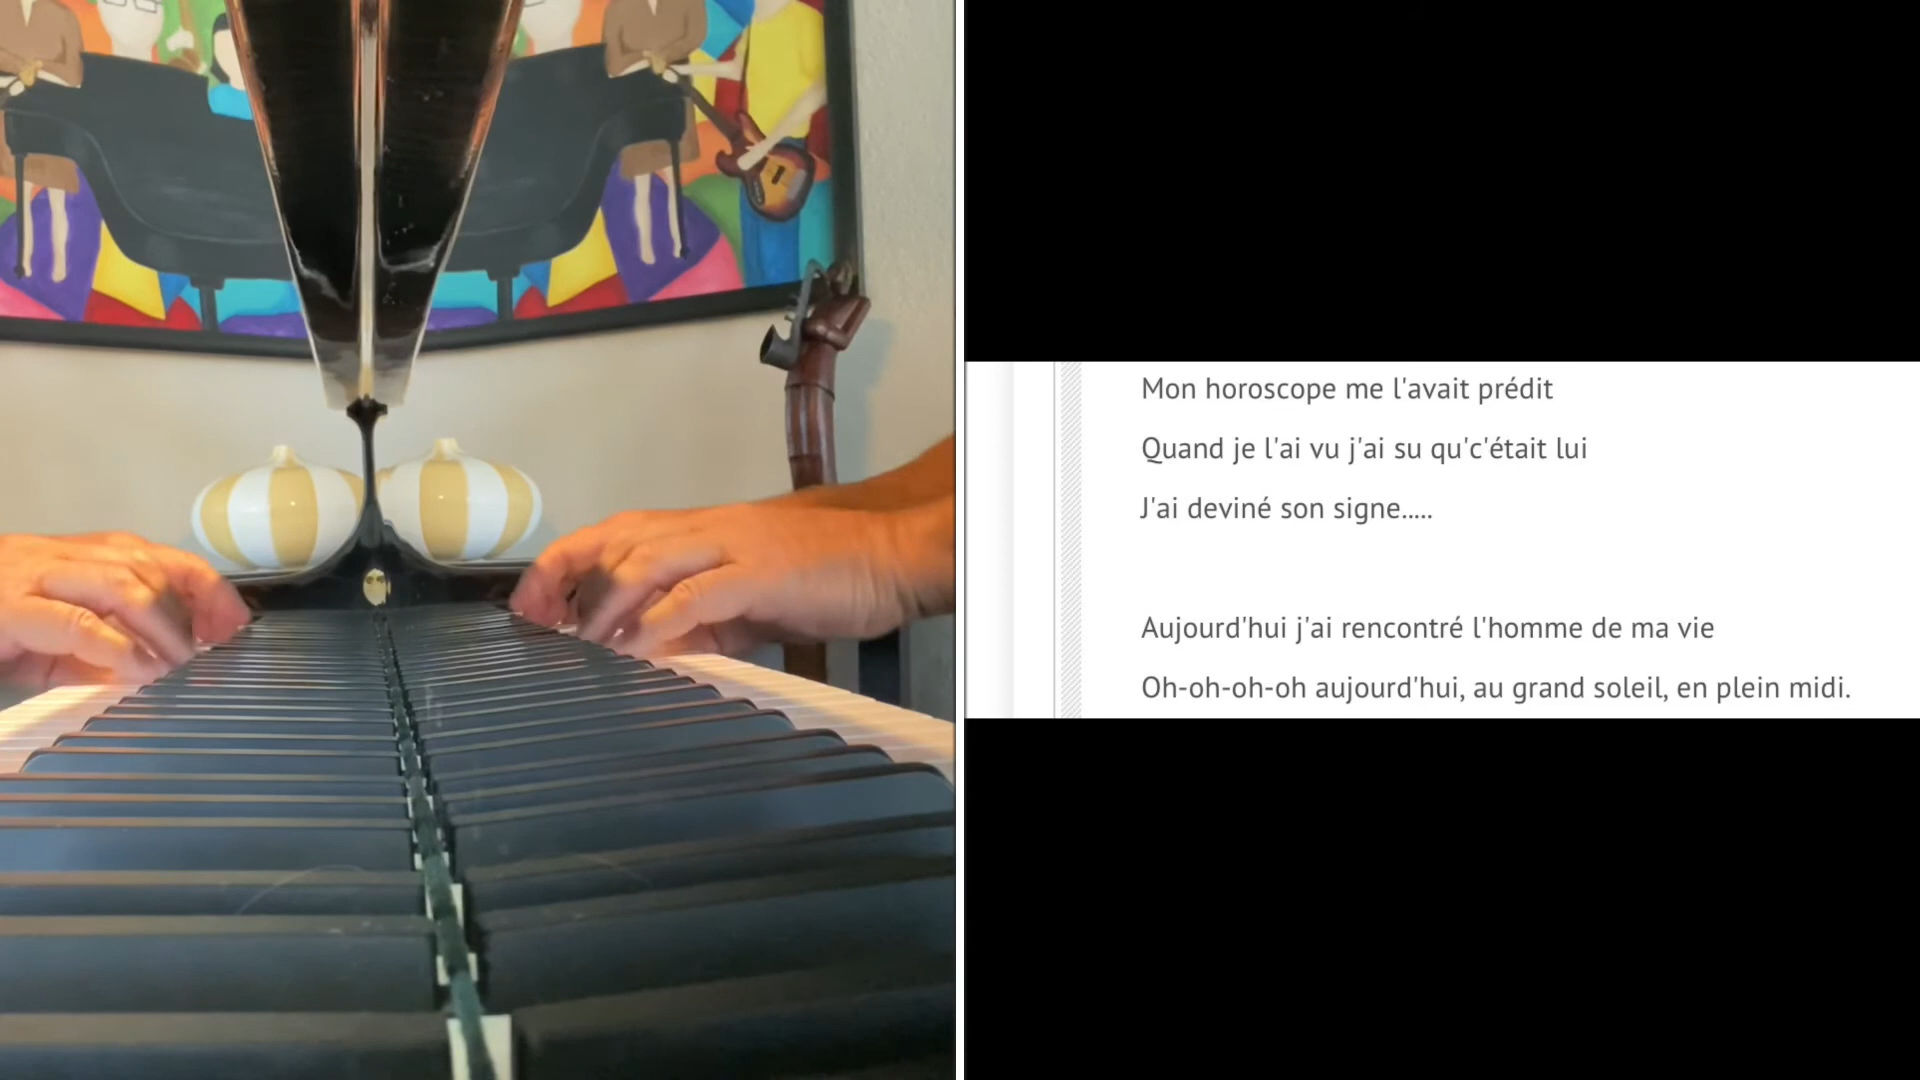 Mon horoscope me l'avait prédit
Quand je l'ai vu j'ai su qu'c'était lui
J'ai deviné son signe.....
Aujourd'hui j'ai rencontré l'homme de ma vie
Oh-oh-oh-oh aujourd'hui, au grand soleil, en plein midi.